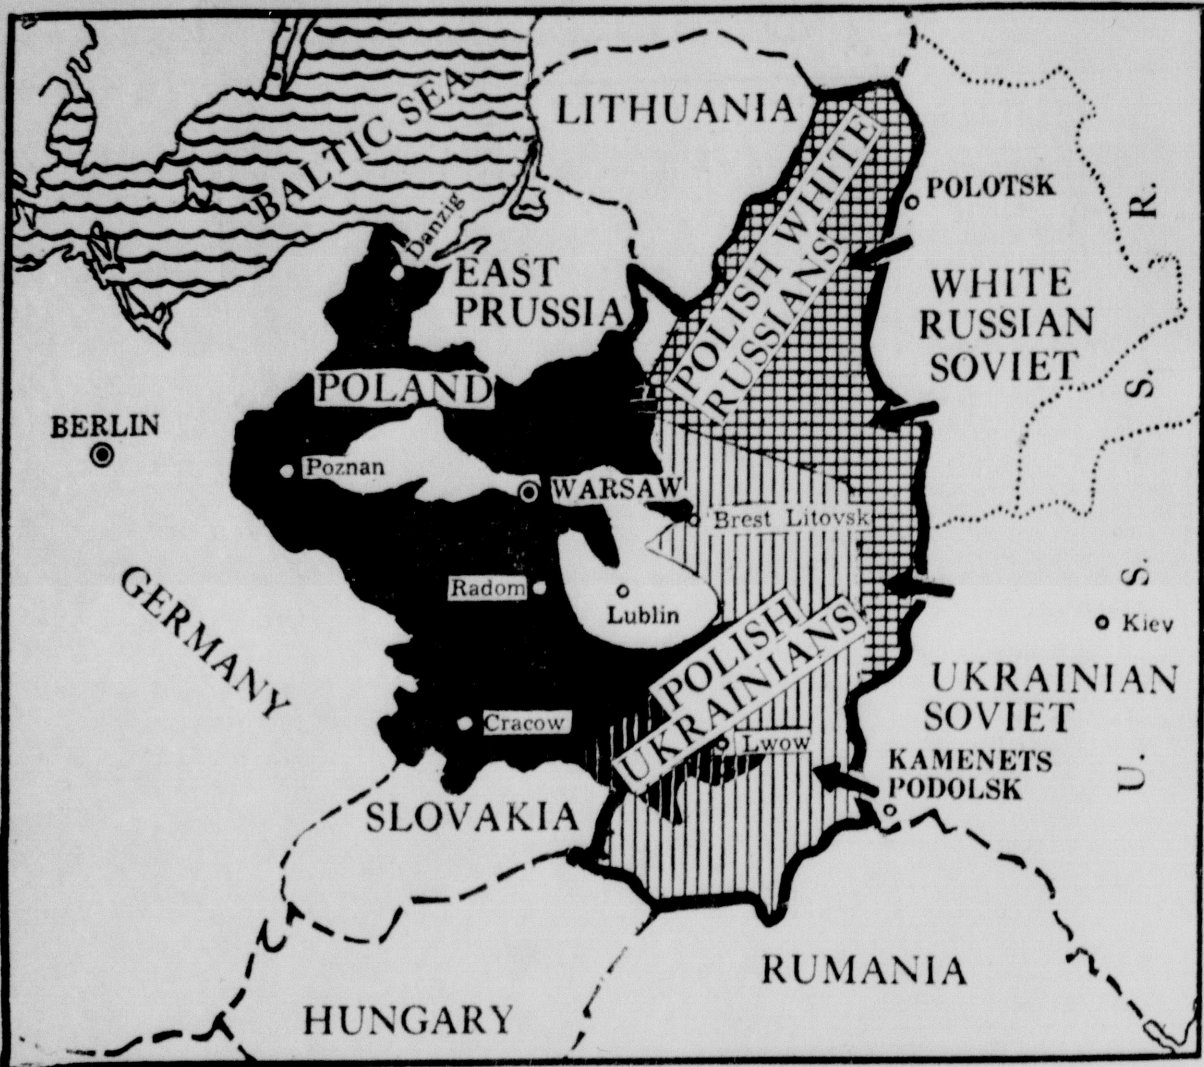 BALTIC SEA
LITHUANIA
POLISH WHITE
RUSSIANS
POLOTSK
Danzig
EAST
PRUSSIA
WHITE
RUSSIAN
SOVIET
POLAND
BERLIN
Poznan
WARSAW
Brest Litovsk
GERMANY
Radom
Lublin
Kiev
POLISH
UKRAINIANS
UKRAINIAN
SOVIET
Cracow
Lwow
KAMENETS
PODOLSK
SLOVAKIA
U. S. S. R.
RUMANIA
HUNGARY